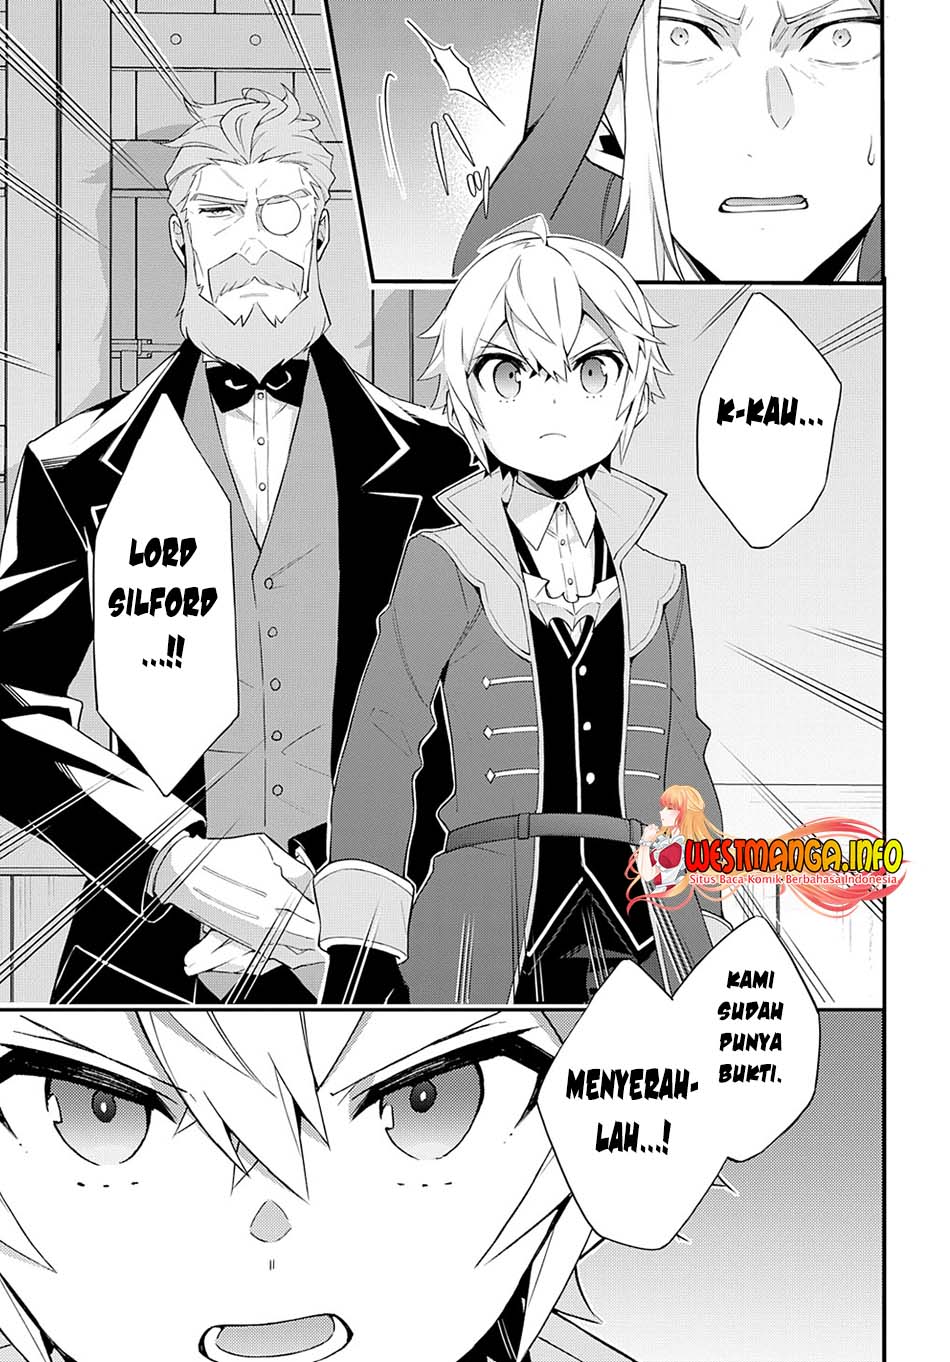 K-KAU...
LORD
SILFORD
...!!
WESTMANGA.INFO
Situs Baca Komik Berbahasa Indonesia
KAMI
SUDAH
PUNYA
BUKTI.
MENYERAH-
LAH...!